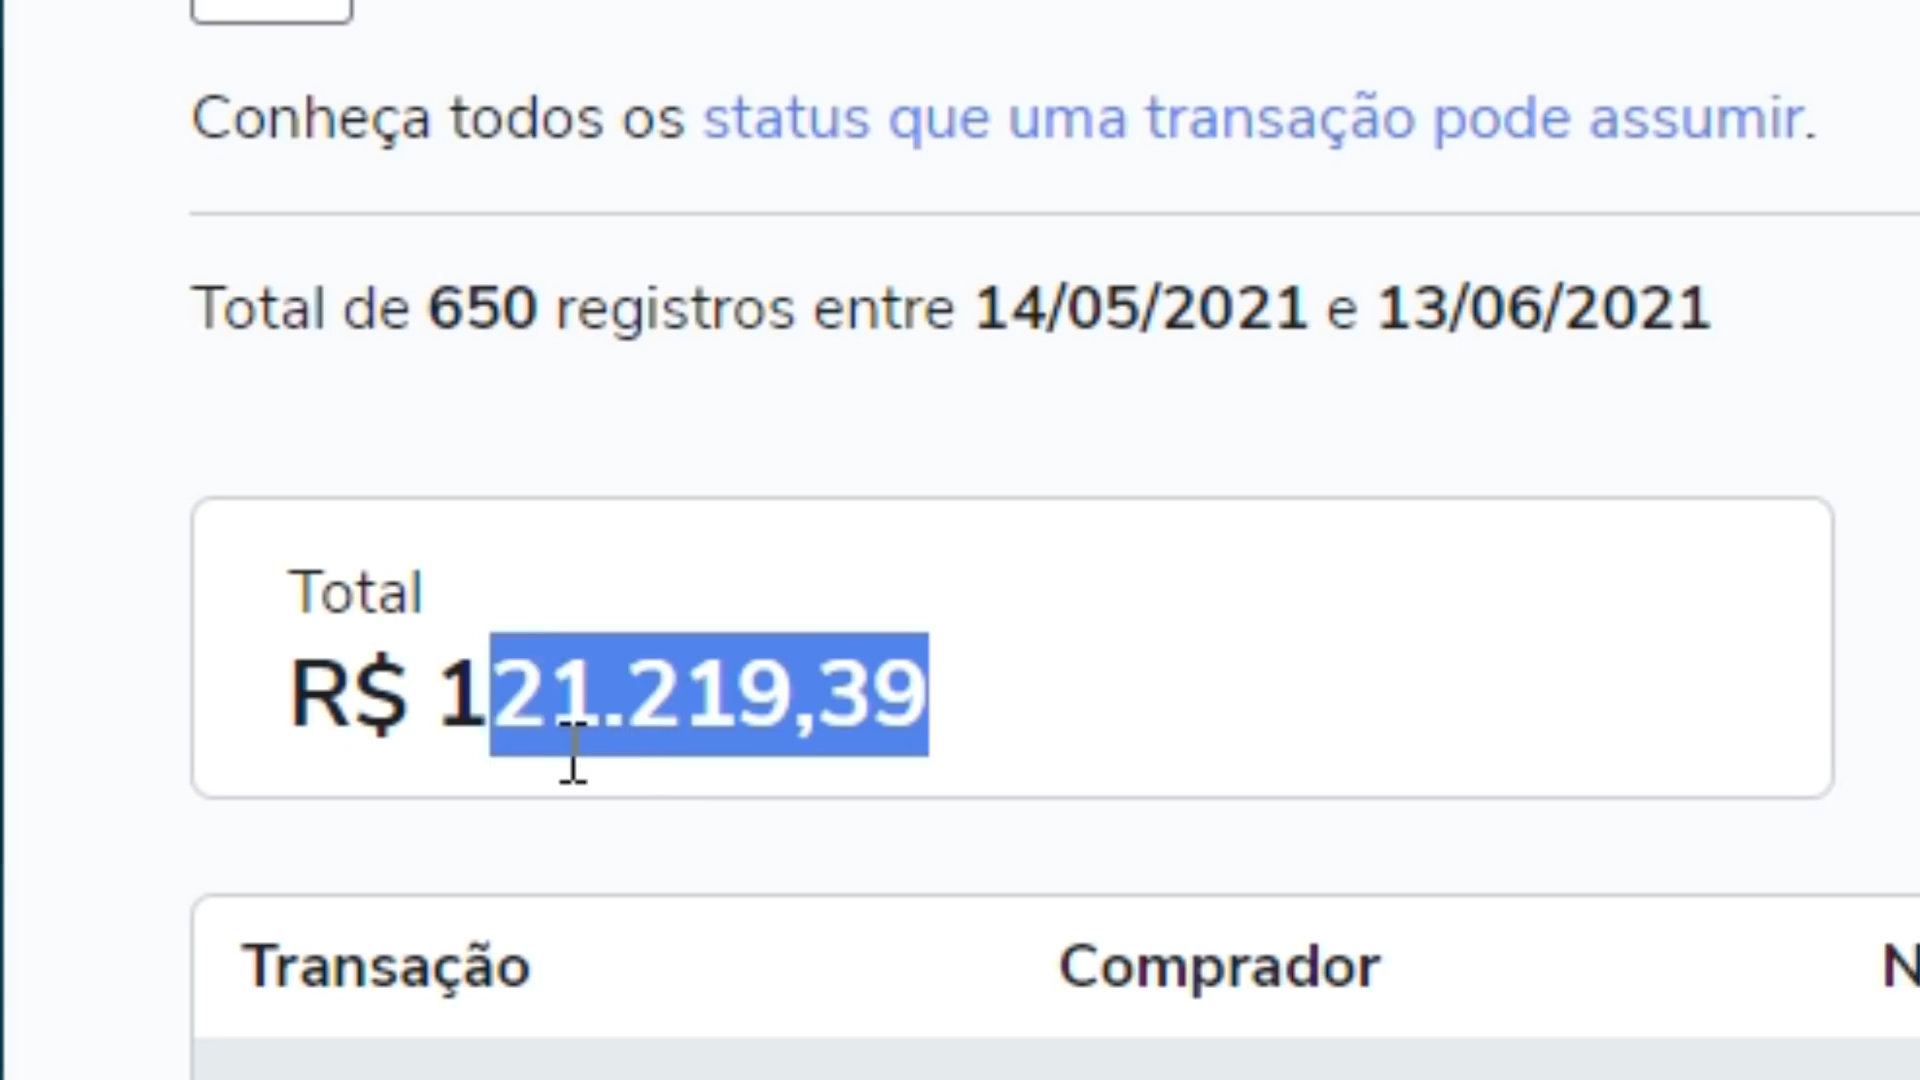 Conheça todos os status que uma transação pode assumir.
Total de 650 registros entre 14/05/2021 e 13/06/2021
Total
R$ 121.219,39
Transação Comprador